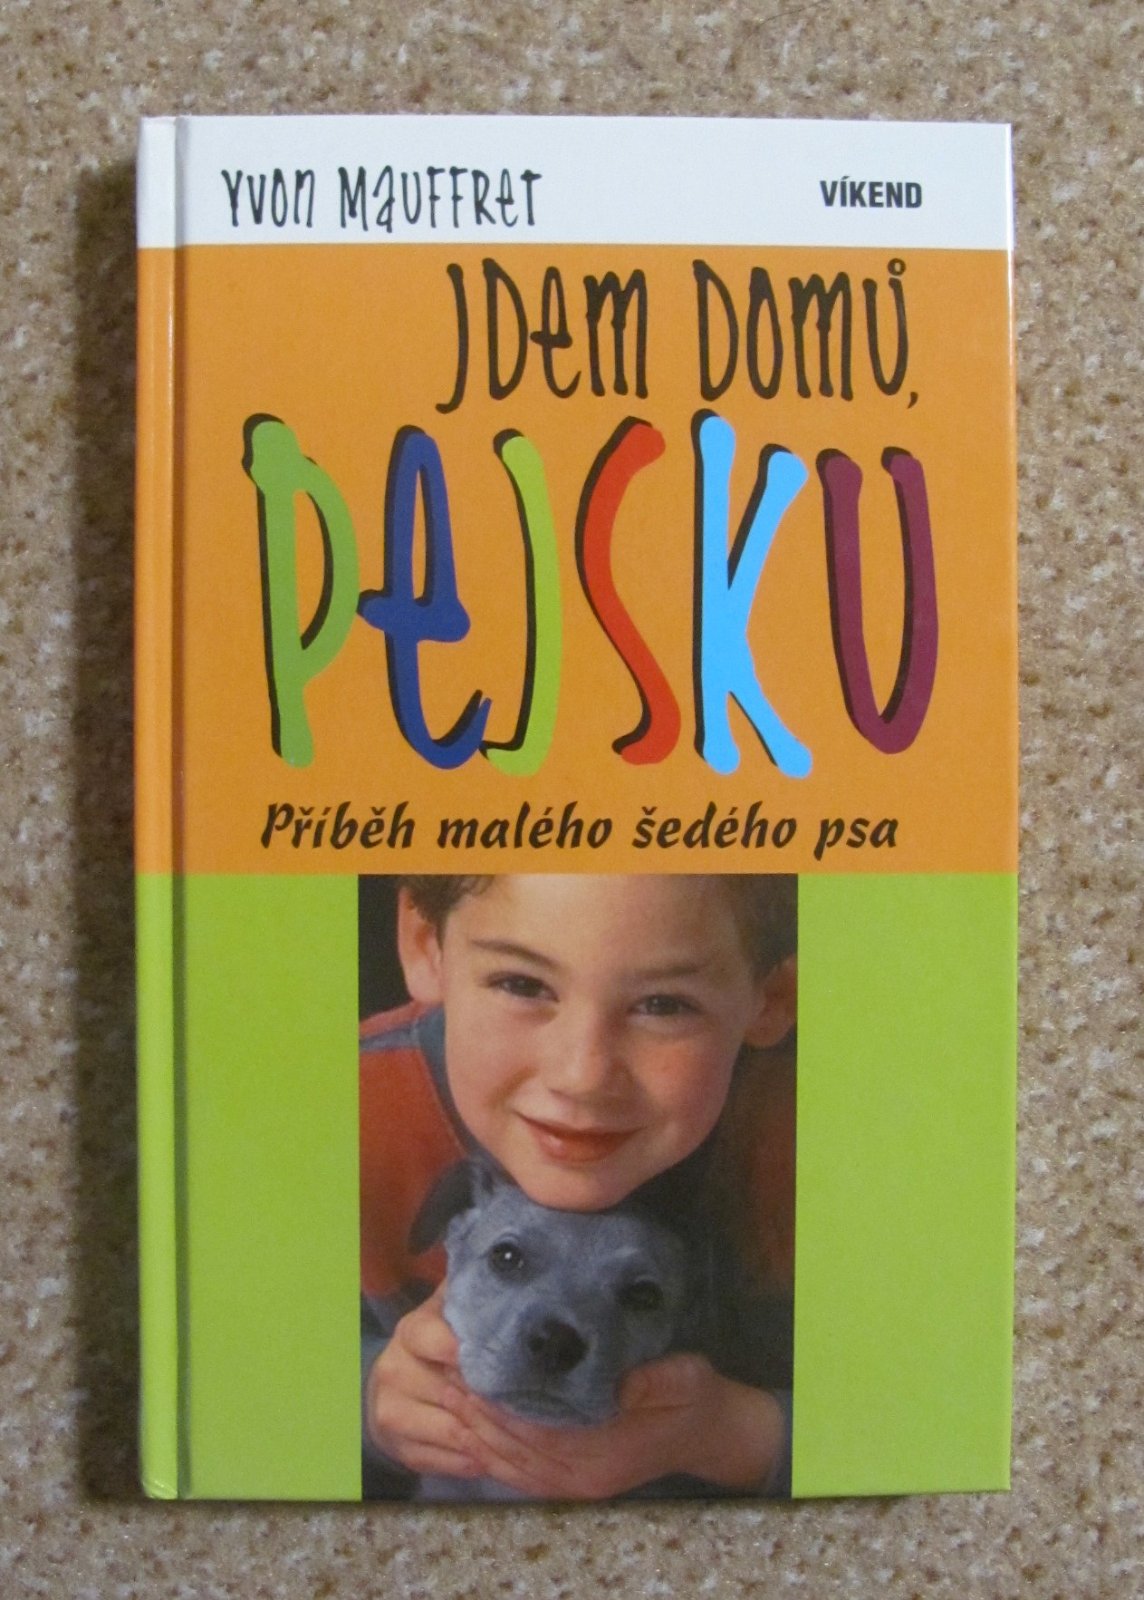 Yvon Mauffret
VÍKEND
Jdem domů,
PEJSKU
Příběh malého šedého psa